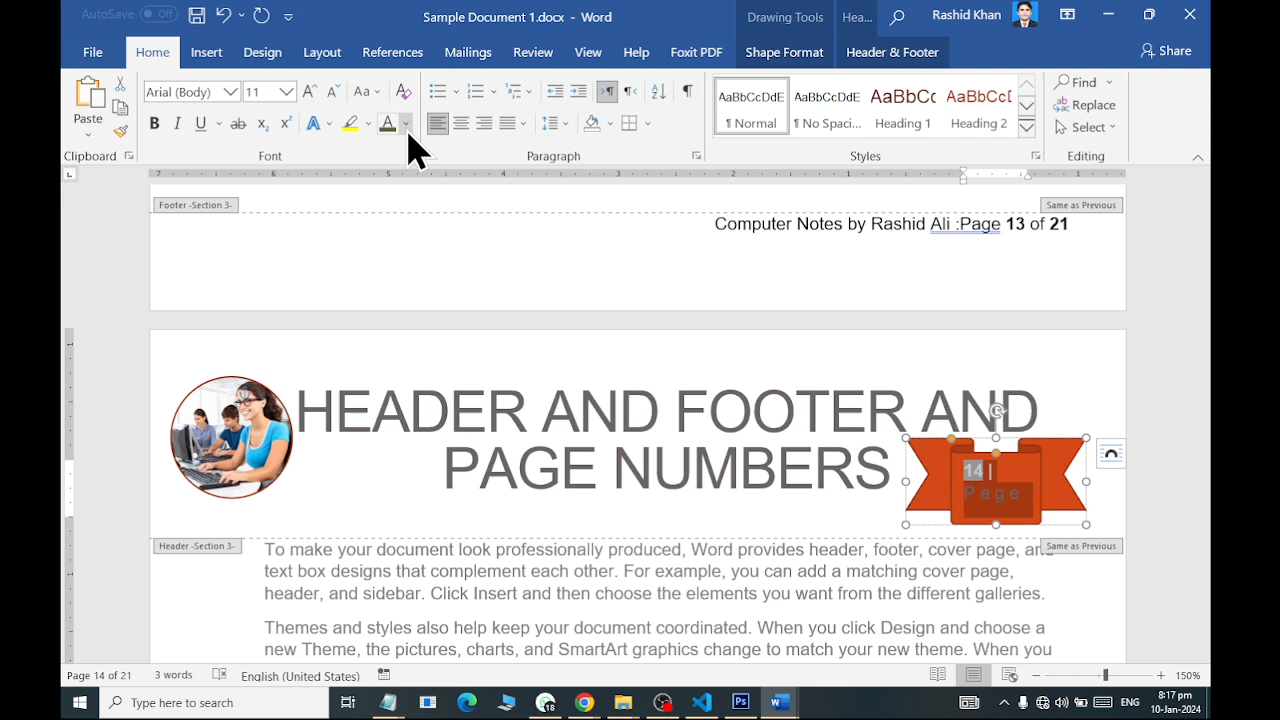 AutoSave Off
Sample Document 1.docx - Word
Drawing Tools
Hea...
Rashid Khan
File
Home
Insert
Design
Layout
References
Mailings
Review
View
Help
Foxit PDF
Shape Format
Header & Footer
Share
Paste
Arial (Body)
11
AaBbCcDdE
¶ Normal
AaBbCcDdE
¶ No Spaci...
AaBbCc
Heading 1
AaBbCcI
Heading 2
Find
Replace
Select
Clipboard
Font
Paragraph
Styles
Editing
7 6 5 4 3 2 1 1
Footer -Section 3-
Same as Previous
Computer Notes by Rashid Ali :Page 13 of 21
HEADER AND FOOTER AND
PAGE NUMBERS
14 |
Page
Header -Section 3-
Same as Previous
To make your document look professionally produced, Word provides header, footer, cover page, and
text box designs that complement each other. For example, you can add a matching cover page,
header, and sidebar. Click Insert and then choose the elements you want from the different galleries.
Themes and styles also help keep your document coordinated. When you click Design and choose a
new Theme, the pictures, charts, and SmartArt graphics change to match your new theme. When you
Page 14 of 21
3 words
English (United States)
150%
Type here to search
18
ENG
8:17 pm
10-Jan-2024